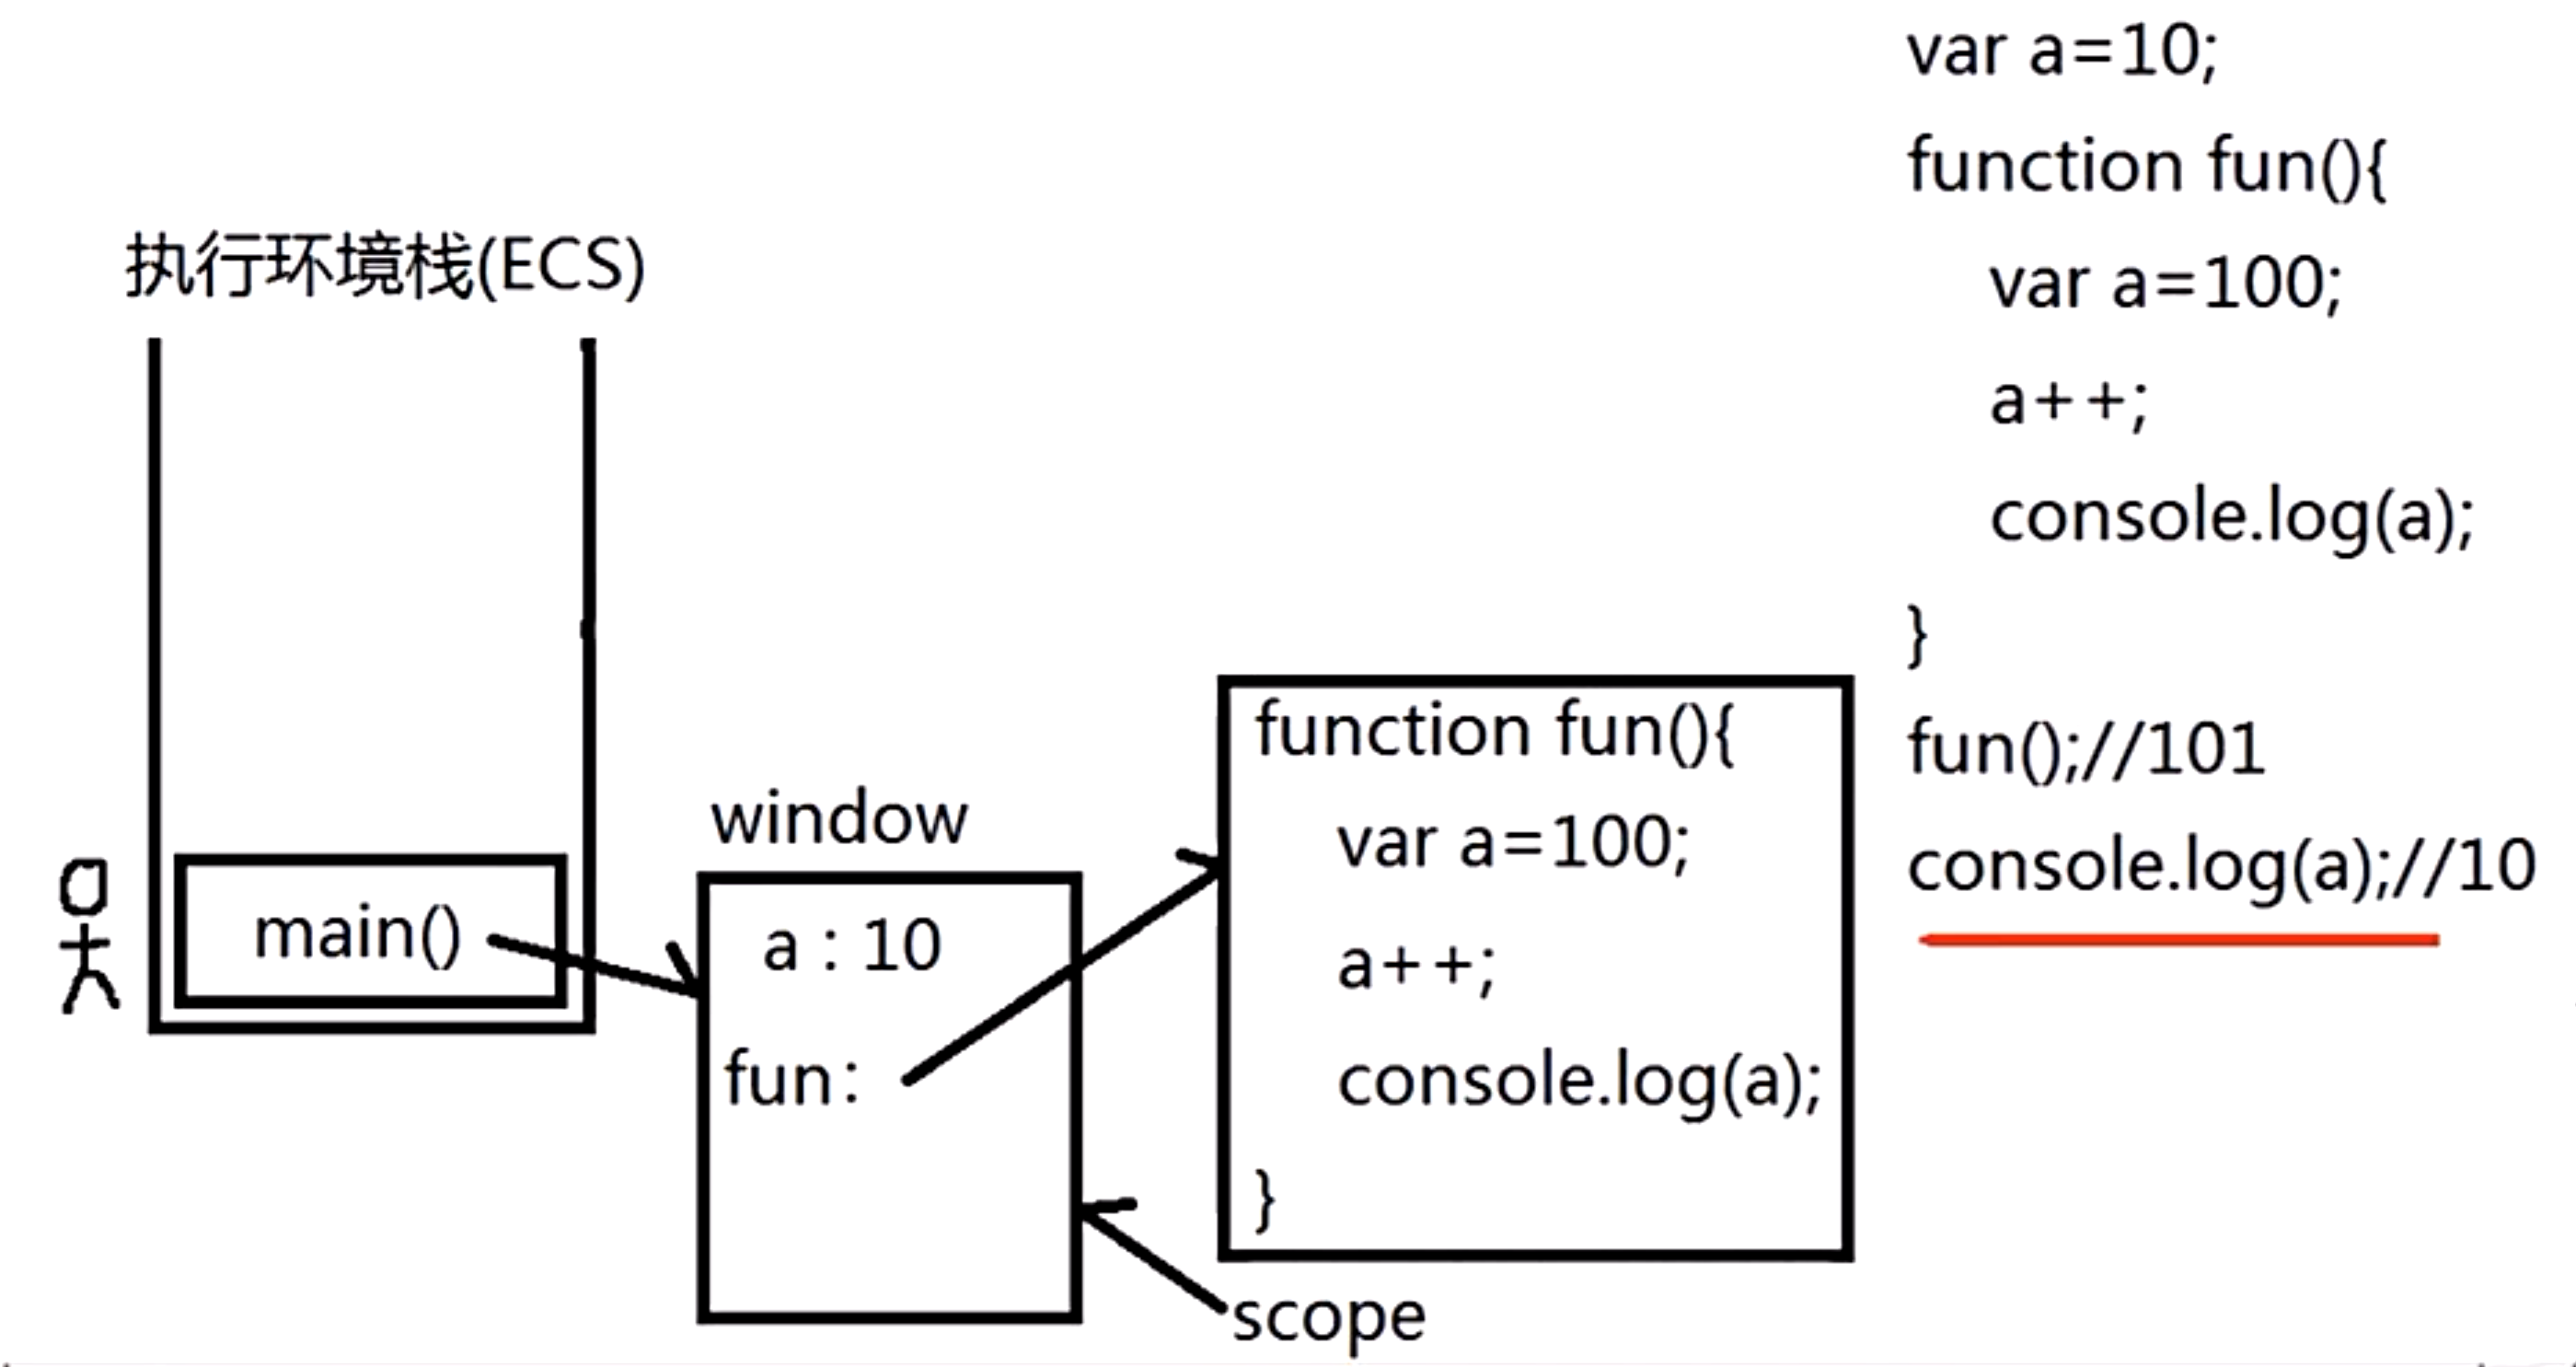 执行环境栈(ECS)
main()
window
a : 10
fun:
function fun(){
var a=100;
a++;
console.log(a);
}
scope
var a=10;
function fun(){
var a=100;
a++;
console.log(a);
}
fun();//101
console.log(a);//10